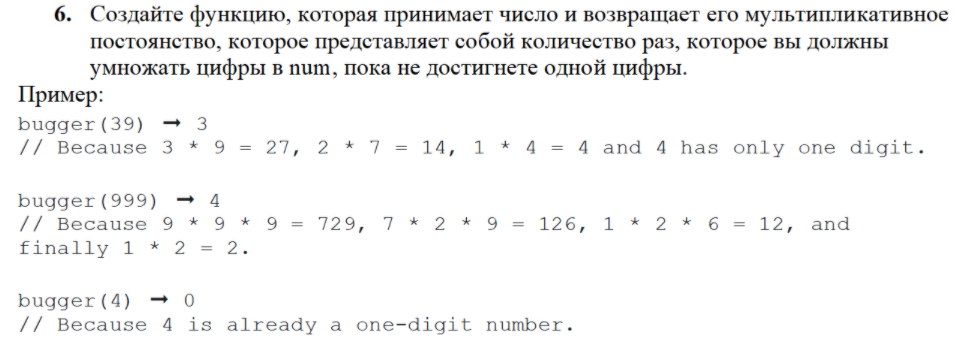 6. Создайте функцию, которая принимает число и возвращает его мультипликативное
постоянство, которое представляет собой количество раз, которое вы должны
умножать цифры в num, пока не достигнете одной цифры.
Пример:
bugger(39) ➞ 3
// Because 3 * 9 = 27, 2 * 7 = 14, 1 * 4 = 4 and 4 has only one digit.
bugger(999) ➞ 4
// Because 9 * 9 * 9 = 729, 7 * 2 * 9 = 126, 1 * 2 * 6 = 12, and
finally 1 * 2 = 2.
bugger(4) ➞ 0
// Because 4 is already a one-digit number.